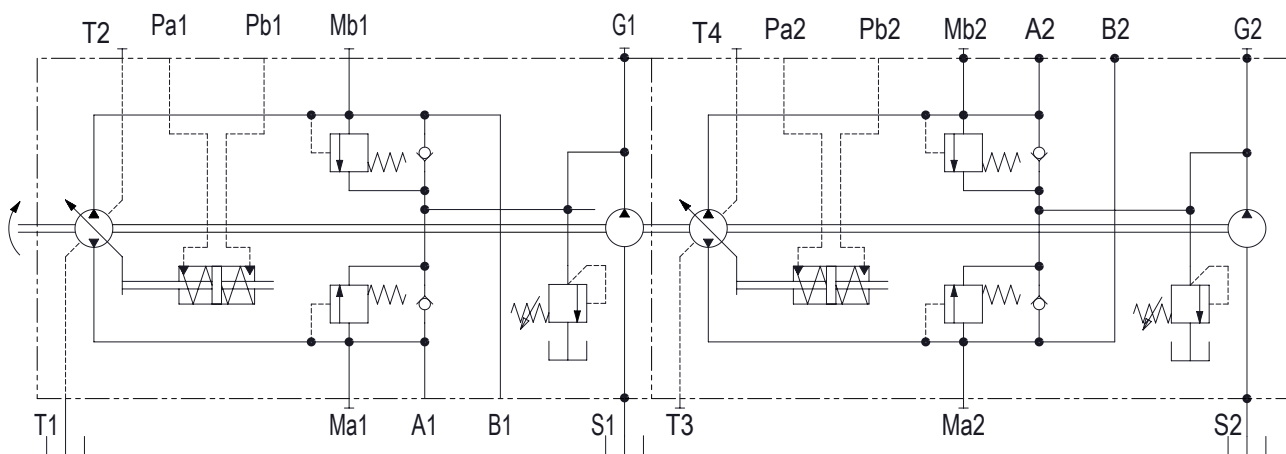 T2 Pa1 Pb1 Mb1 G1 T4 Pa2 Pb2 Mb2 A2 B2 G2
T1 Ma1 A1 B1 S1 T3 Ma2 S2